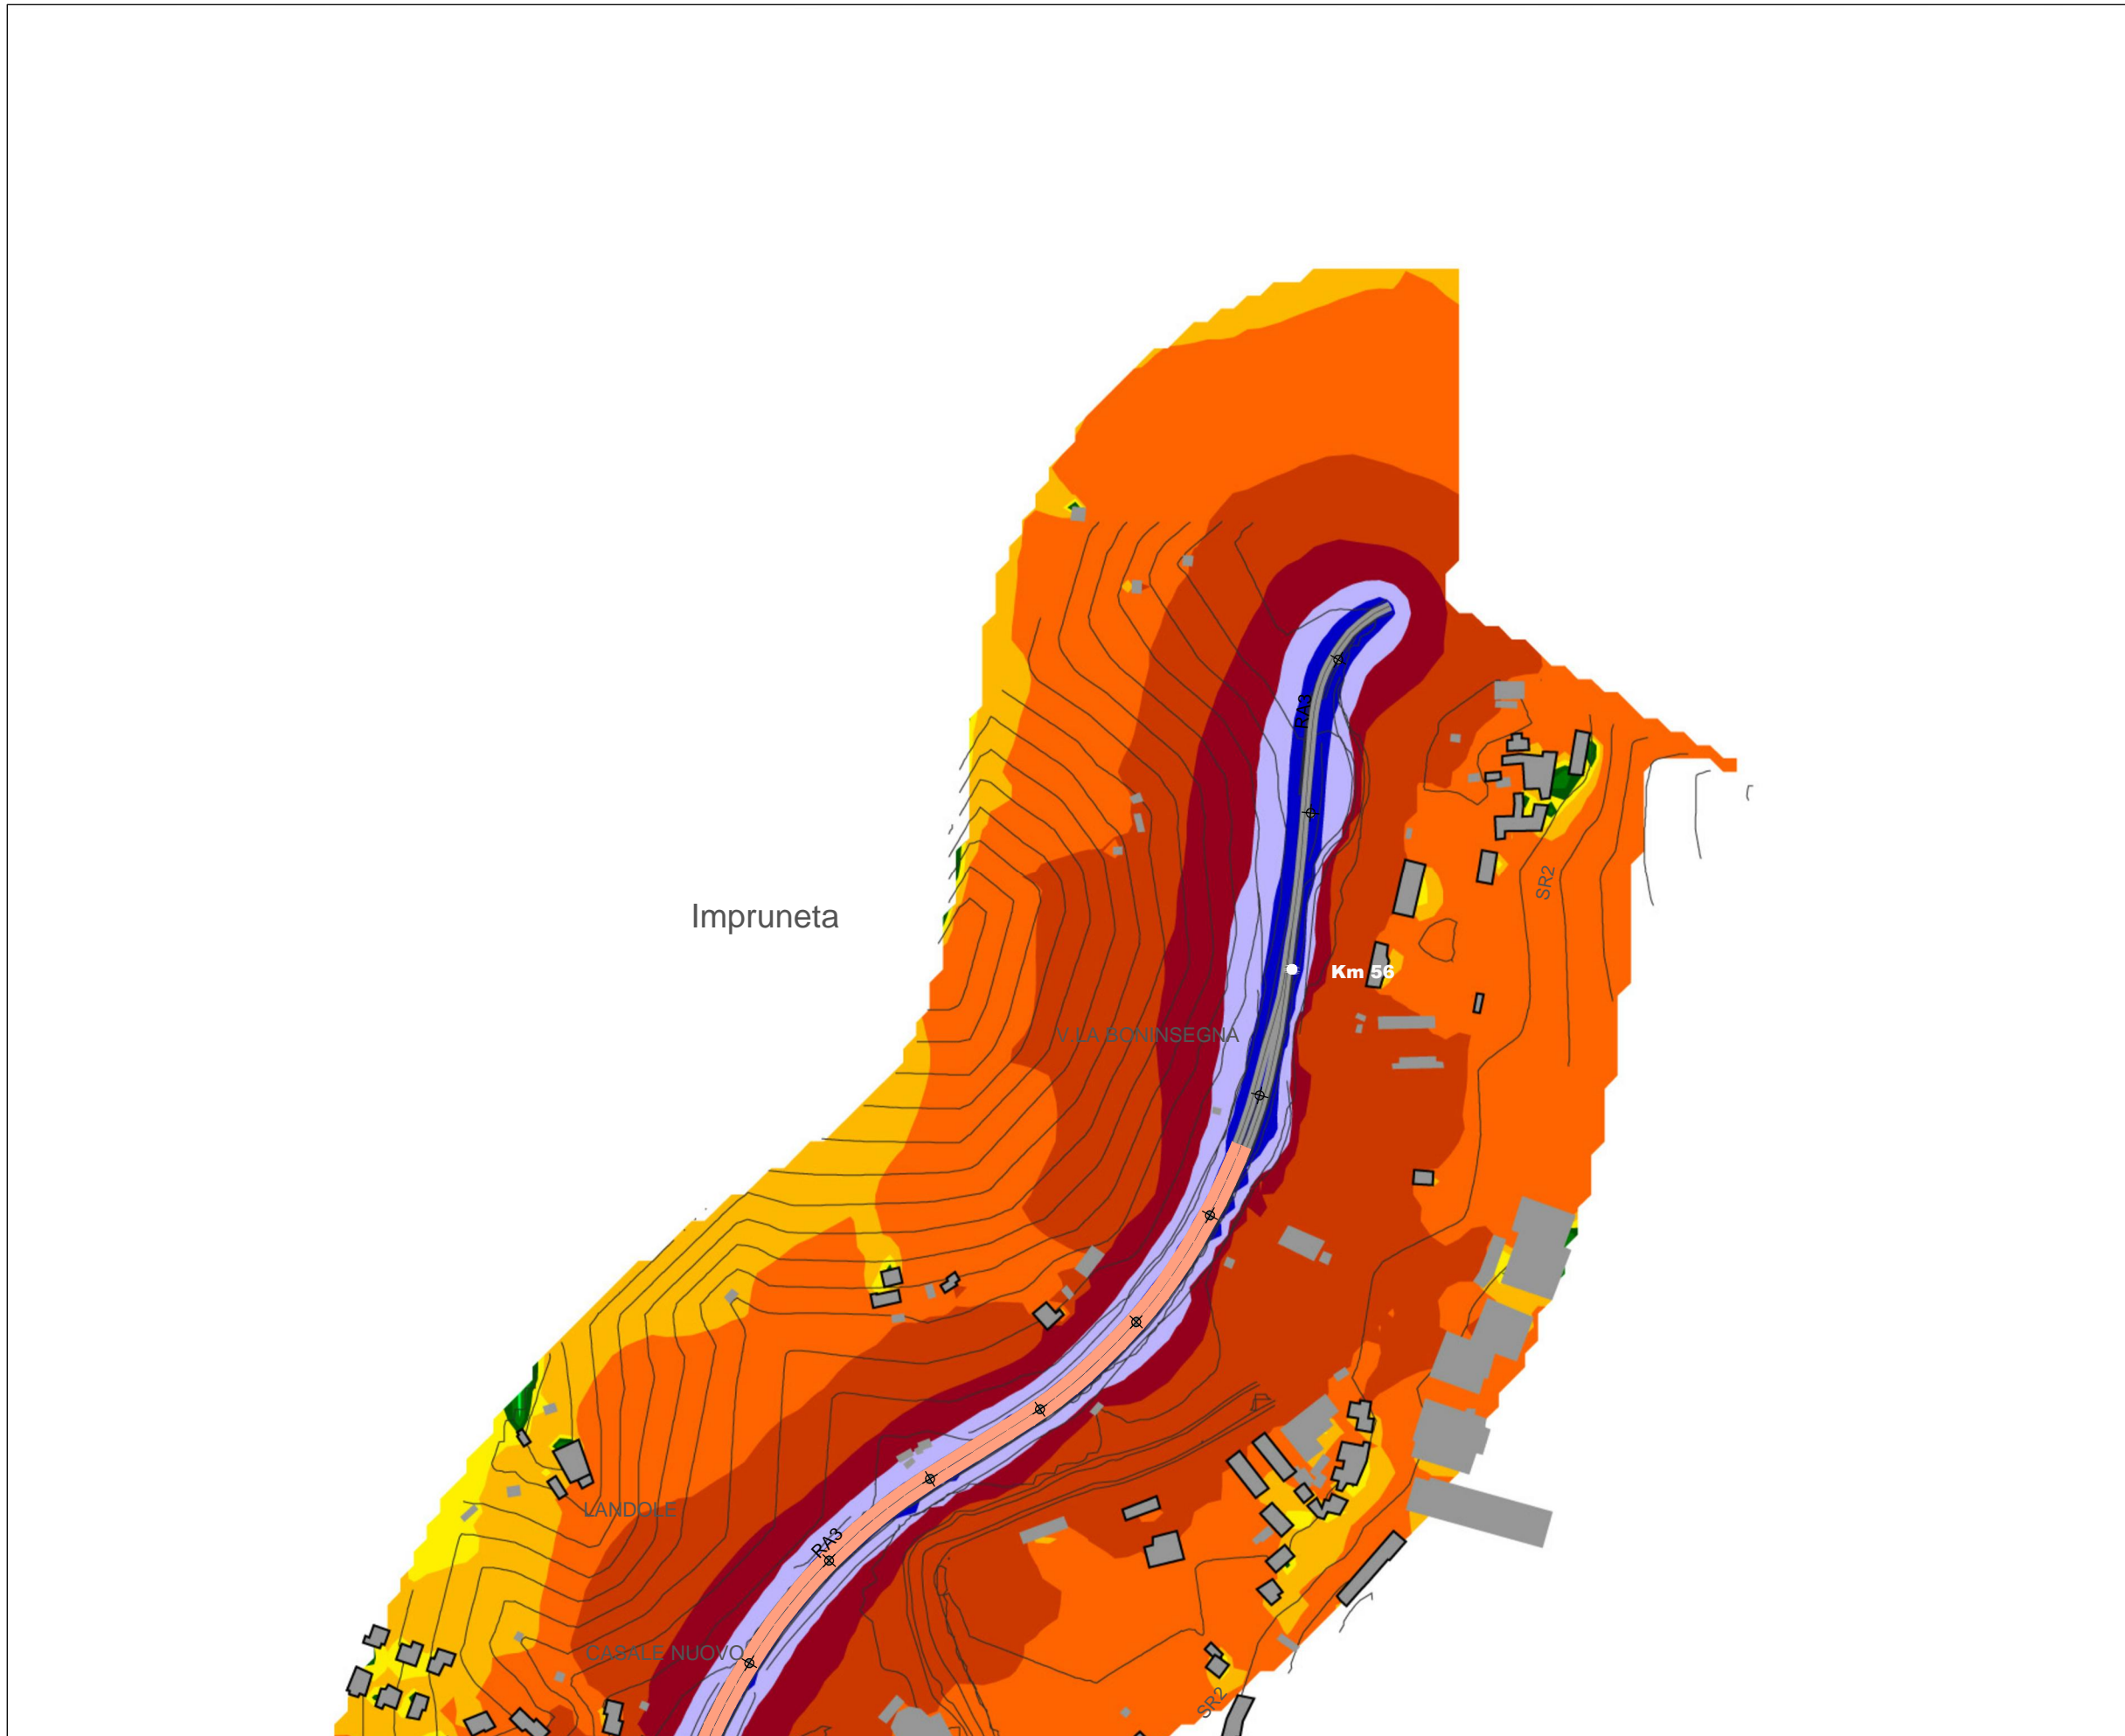 RA3
SR2
Impruneta
Km 56
V.LA BONINSEGNA
LANDOLE
RA3
CASALE NUOVO
SR2